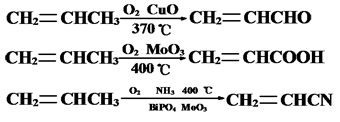 CH₂=CHCH₃ O₂ CuO 370℃ CH₂=CHCHO
CH₂=CHCH₃ O₂ MoO₃ 400℃ CH₂=CHCOOH
CH₂=CHCH₃ O₂ NH₃ 400 ℃ BiPO₄ MoO₃ CH₂=CHCN